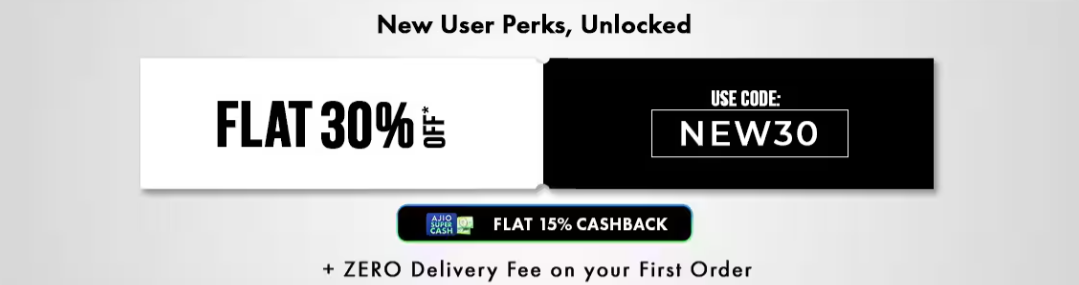 New User Perks, Unlocked
FLAT 30% OFF*
USE CODE:
NEW30
AJIO
SUPER
CASH
FLAT 15% CASHBACK
+ ZERO Delivery Fee on your First Order